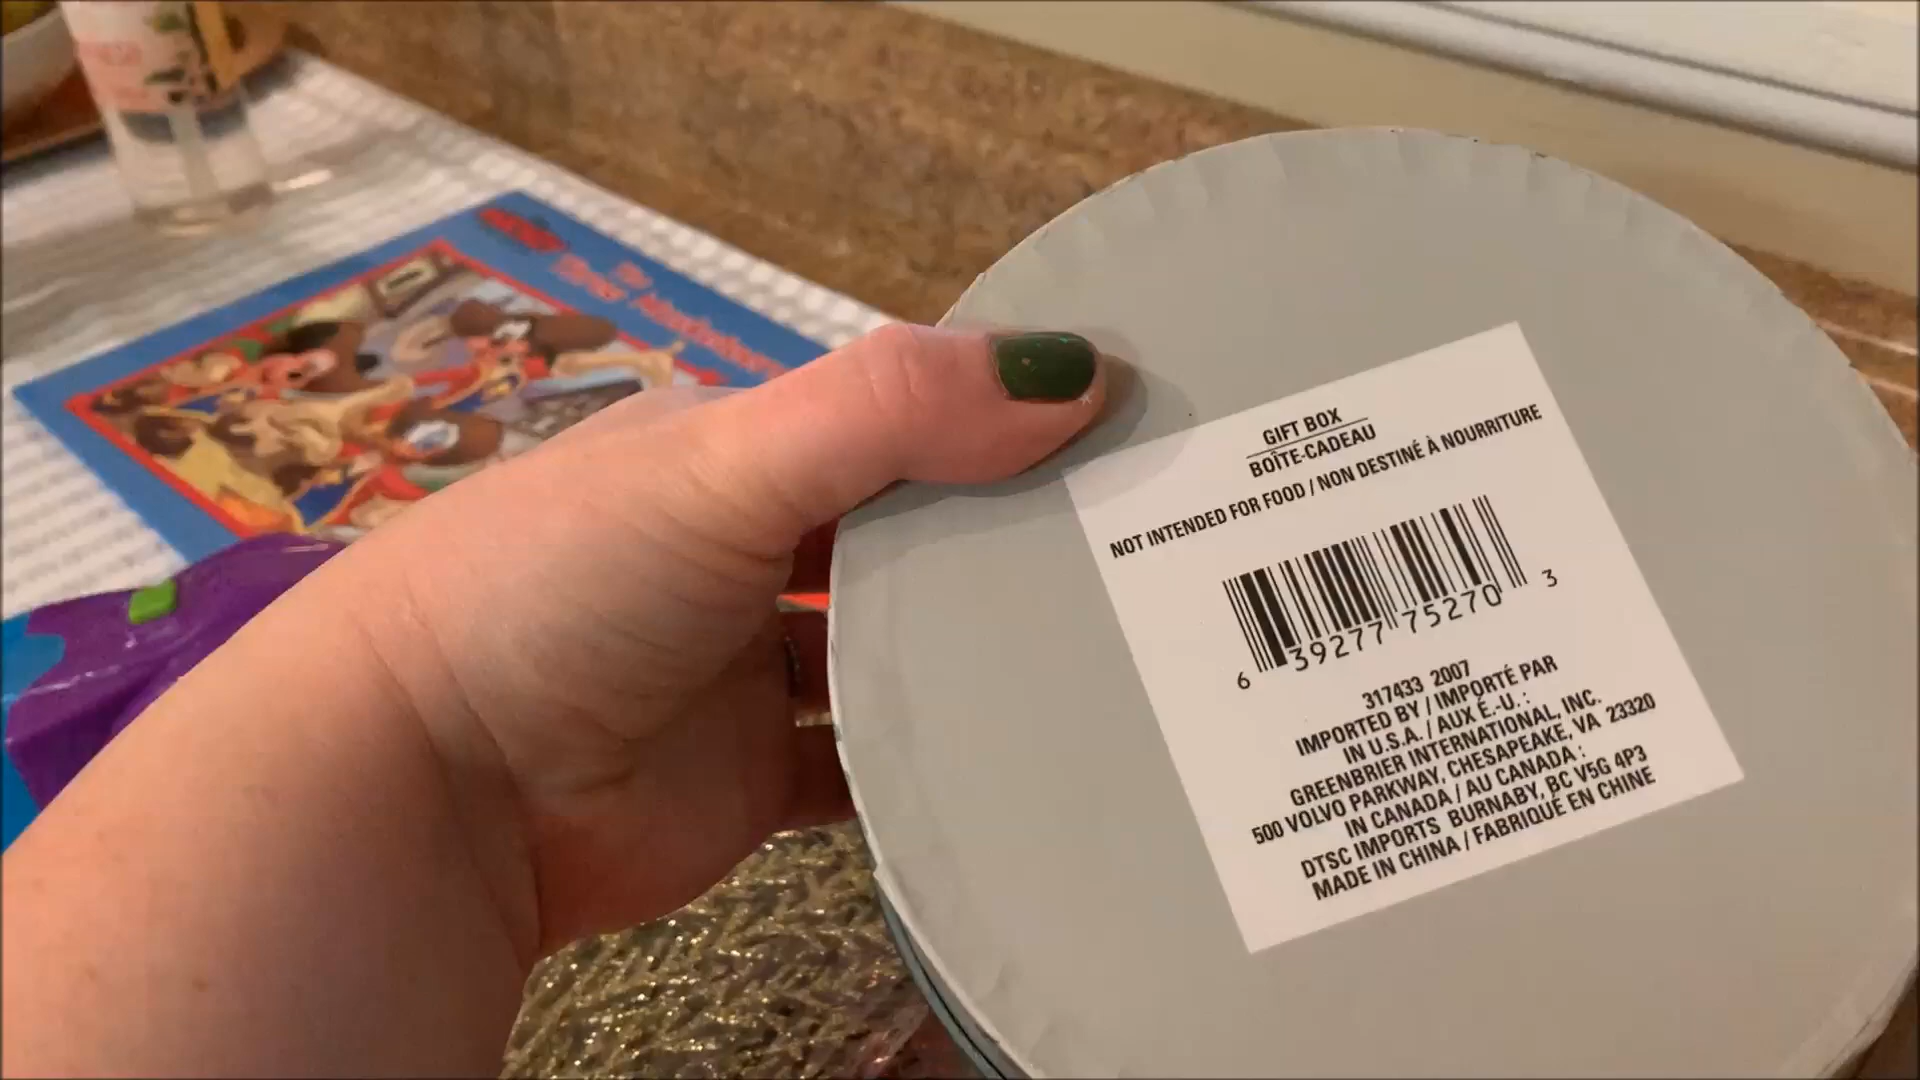 GIFT BOX
BOÎTE-CADEAU
NOT INTENDED FOR FOOD / NON DESTINÉ À NOURRITURE
6 39277 75270 3
317433 2007
IMPORTED BY / IMPORTÉ PAR
IN U.S.A. / AUX É.-U. :
GREENBRIER INTERNATIONAL, INC.
500 VOLVO PARKWAY, CHESAPEAKE, VA 23320
IN CANADA / AU CANADA :
DTSC IMPORTS BURNABY, BC V5G 4P3
MADE IN CHINA / FABRIQUÉ EN CHINE